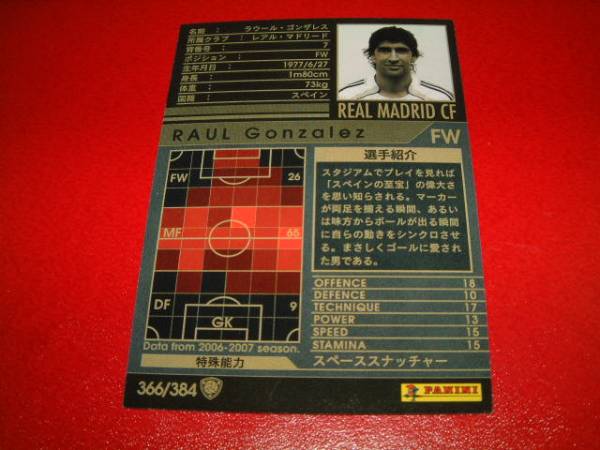 名前 : ラウール・ゴンザレス
所属クラブ : レアル・マドリード
背番号 : 7
ポジション : FW
生年月日 : 1977/6/27
身長 : 1m80cm
体重 : 73kg
国籍 : スペイン
REAL MADRID CF
RAUL Gonzalez
FW
FW 26
MF 65
DF 9
GK
Data from 2006-2007 season.
選手紹介
スタジアムでプレイを見れば
「スペインの至宝」の偉大さ
を思い知らされる。マーカー
が両足を揃える瞬間、あるい
は味方からボールが出る瞬間
に自らの動きをシンクロさせ
る。まさしくゴールに愛され
た男である。
OFFENCE 18
DEFENCE 10
TECHNIQUE 17
POWER 13
SPEED 15
STAMINA 15
特殊能力
スペーススナッチャー
366/384
PANINI